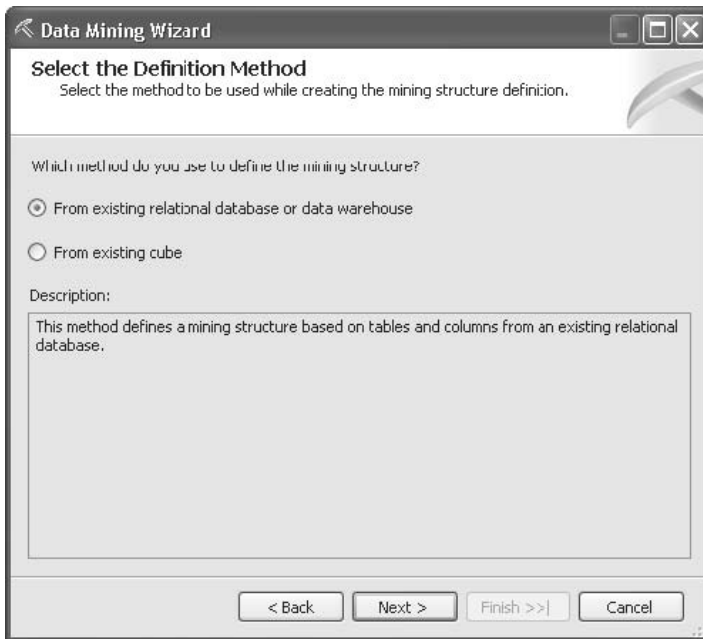 Data Mining Wizard
Select the Definition Method
Select the method to be used while creating the mining structure definition.
Which method do you use to define the mining structure?
From existing relational database or data warehouse
From existing cube
Description:
This method defines a mining structure based on tables and columns from an existing relational
database.
< Back Next > Finish >>| Cancel